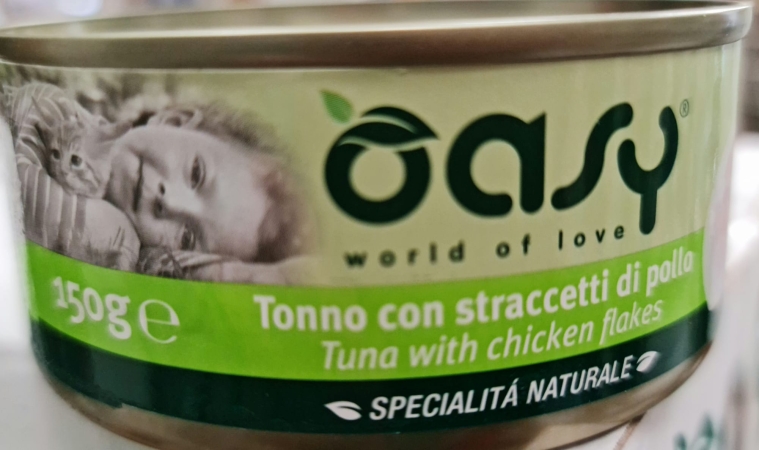 oasy®
world of love
150g ℮
Tonno con straccetti di pollo
Tuna with chicken flakes
SPECIALITÁ NATURALE